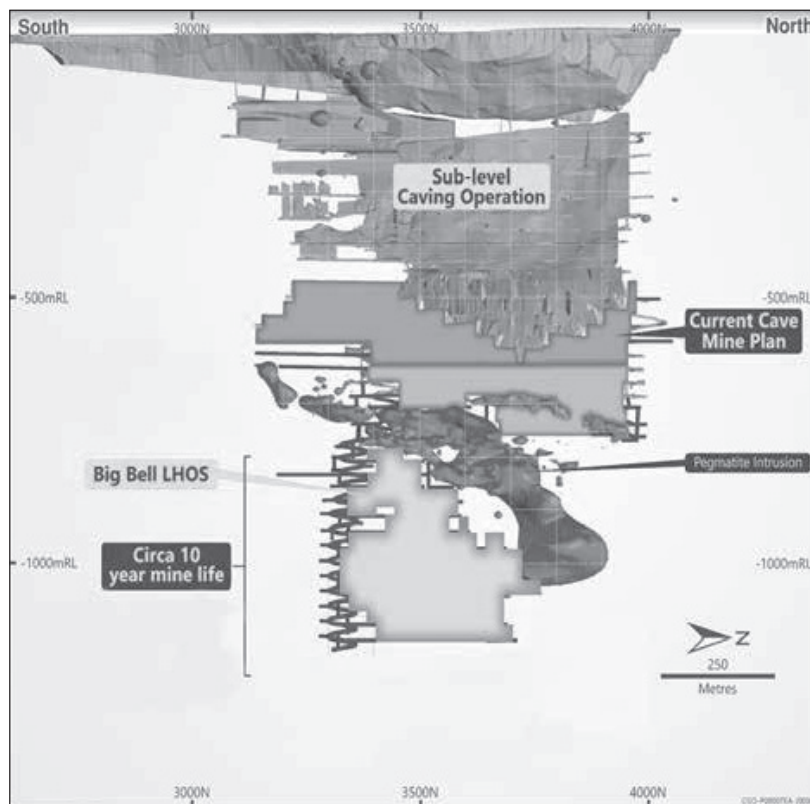 South 3000N 3500N 4000N North
Sub-level
Caving Operation
-500mRL -500mRL
Current Cave
Mine Plan
Big Bell LHOS
Pegmatite Intrusion
Circa 10
year mine life
-1000mRL -1000mRL
Z
250
Metres
3000N 3500N 4000N